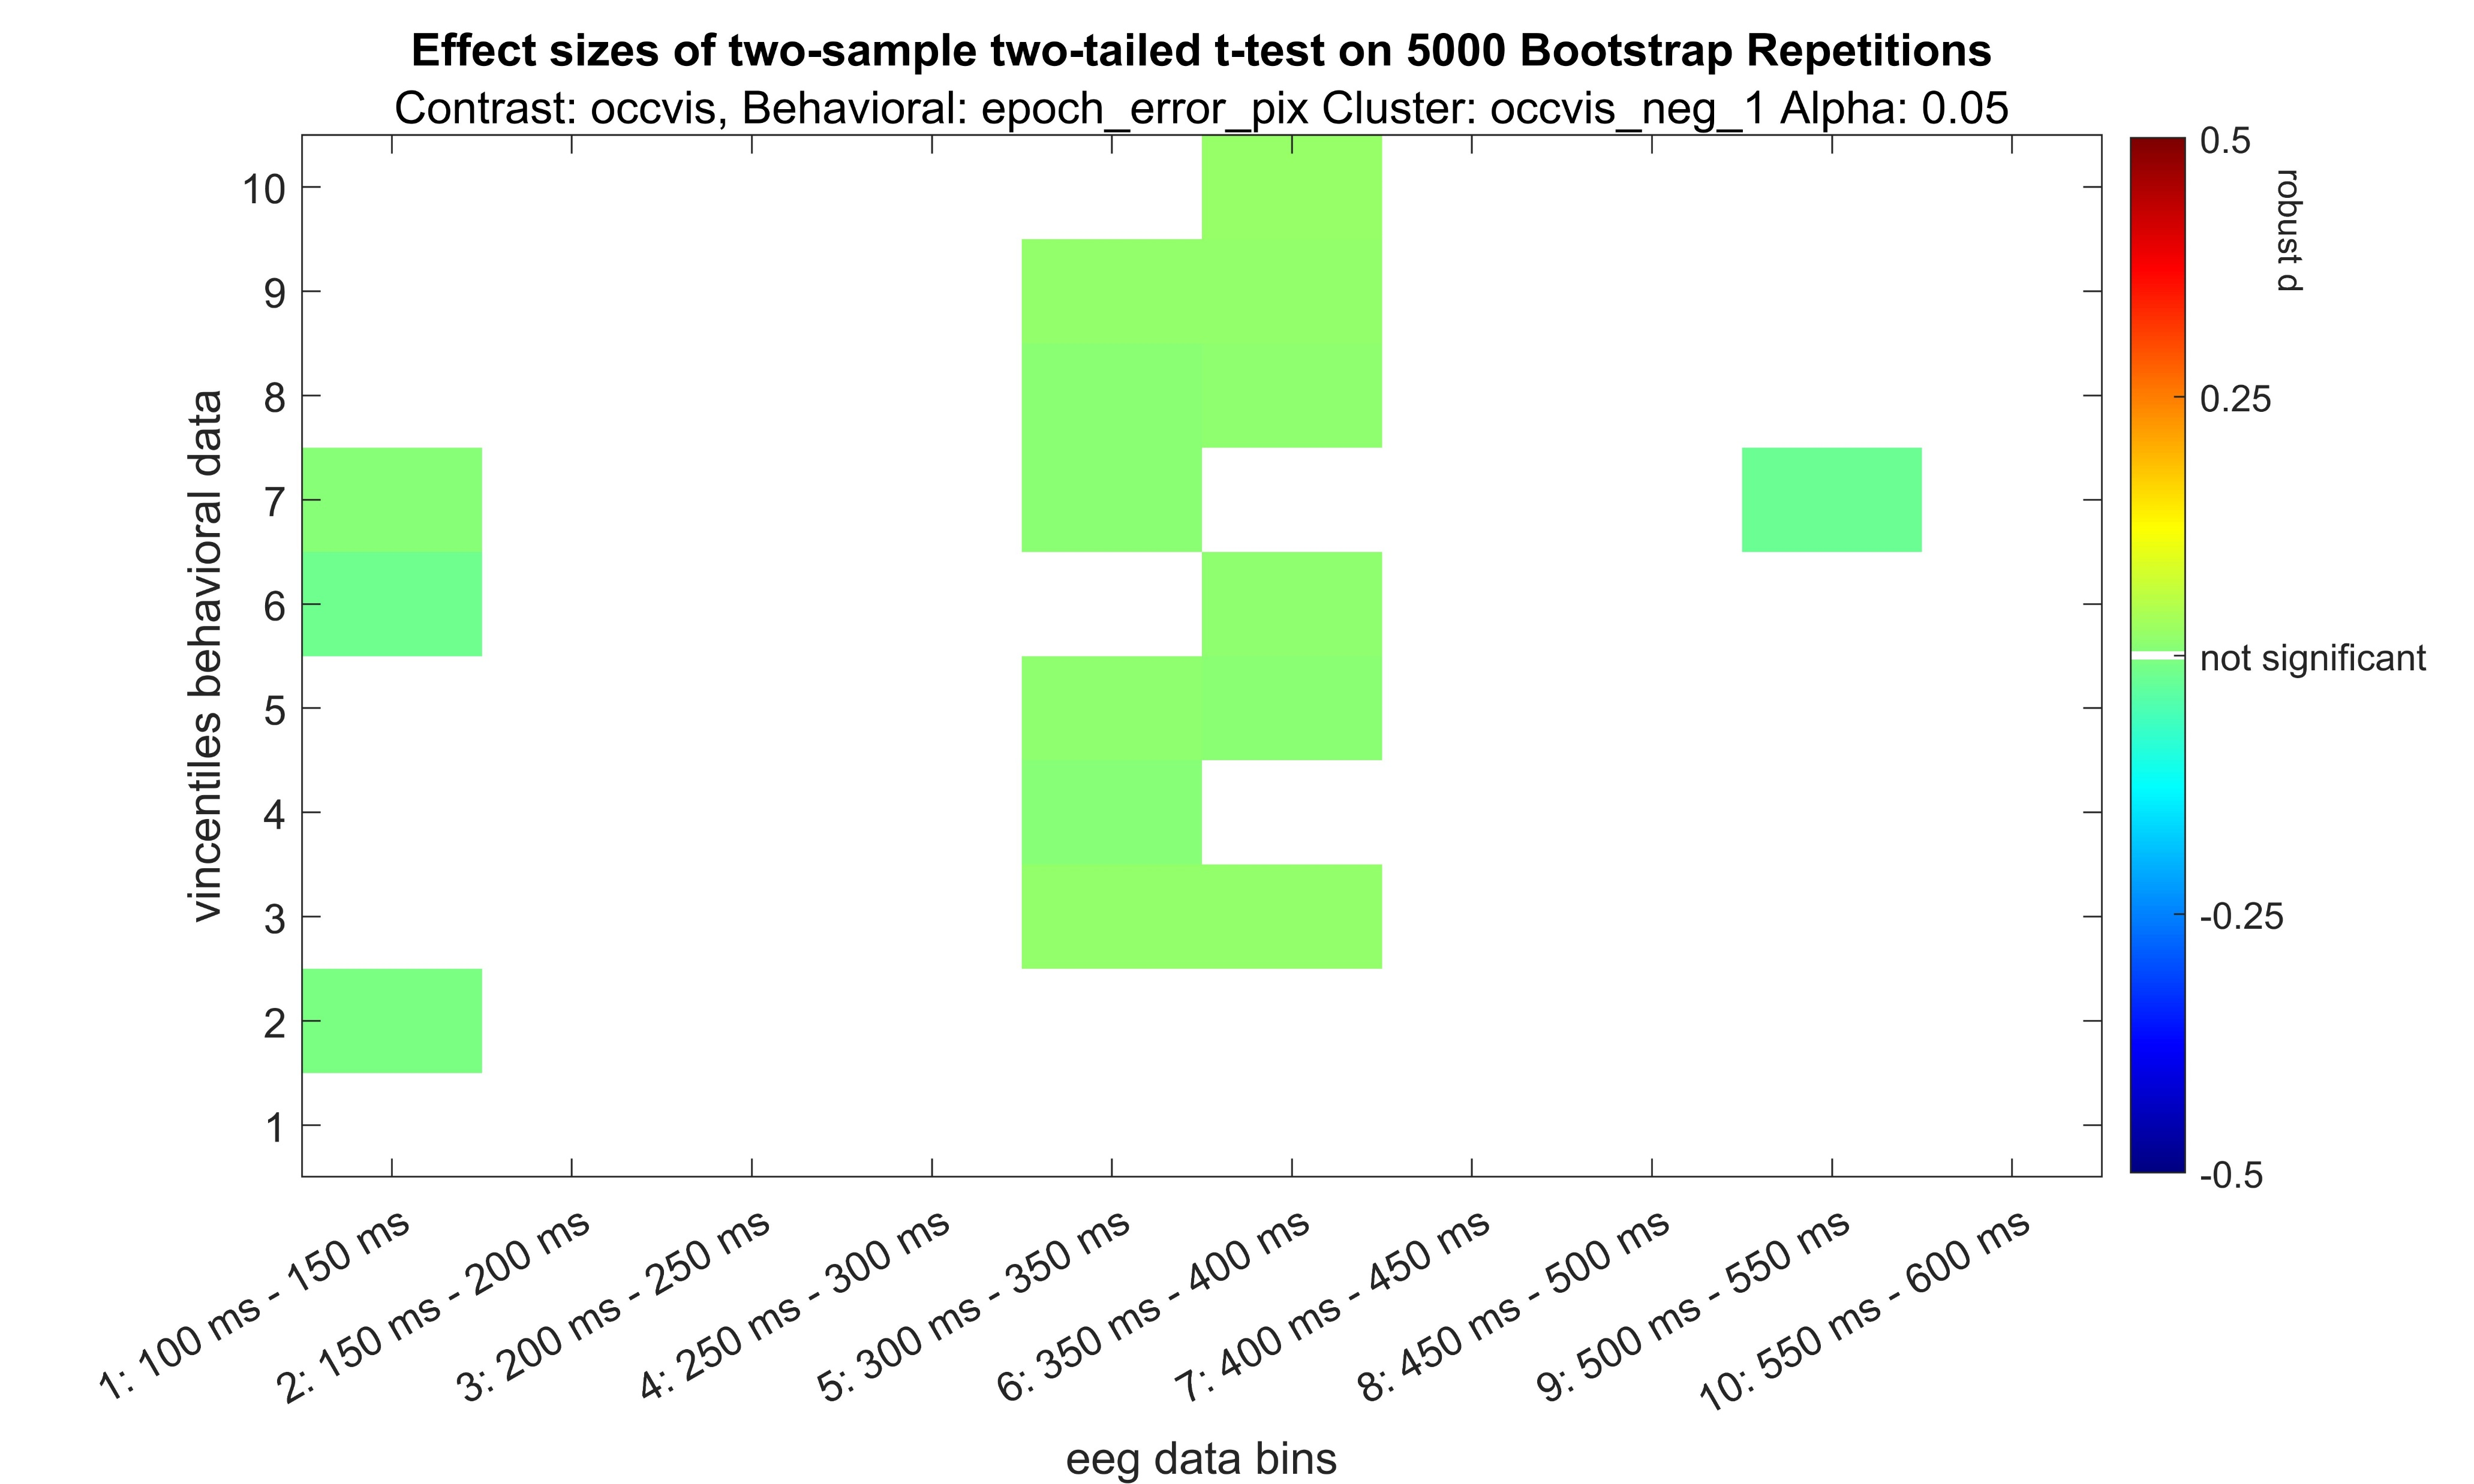 Effect sizes of two-sample two-tailed t-test on 5000 Bootstrap Repetitions
Contrast: occvis, Behavioral: epoch_error_pix Cluster: occvis_neg_1 Alpha: 0.05
vincentiles behavioral data
10
9
8
7
6
5
4
3
2
1
1: 100 ms - 150 ms
2: 150 ms - 200 ms
3: 200 ms - 250 ms
4: 250 ms - 300 ms
5: 300 ms - 350 ms
6: 350 ms - 400 ms
7: 400 ms - 450 ms
8: 450 ms - 500 ms
9: 500 ms - 550 ms
10: 550 ms - 600 ms
eeg data bins
0.5
0.25
not significant
-0.25
-0.5
robust d